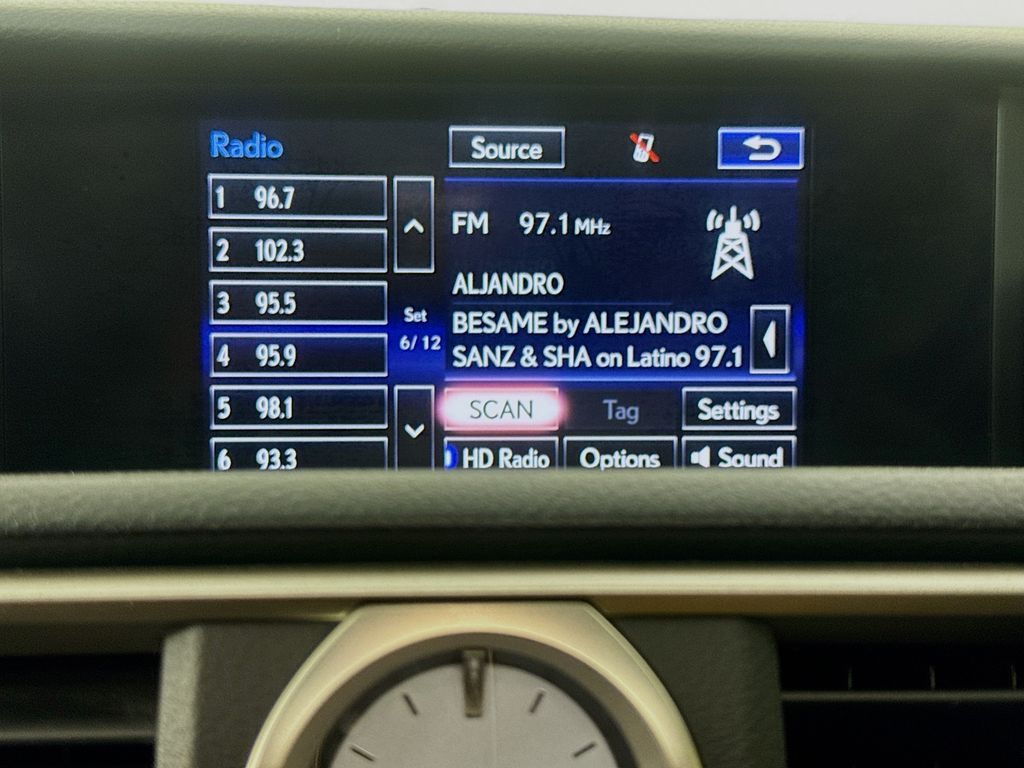 Radio
Source
1 96.7
2 102.3
3 95.5
4 95.9
5 98.1
6 93.3
Set
6/12
FM 97.1 MHz
ALJANDRO
BESAME by ALEJANDRO
SANZ & SHA on Latino 97.1
SCAN
Tag
Settings
HD Radio
Options
Sound